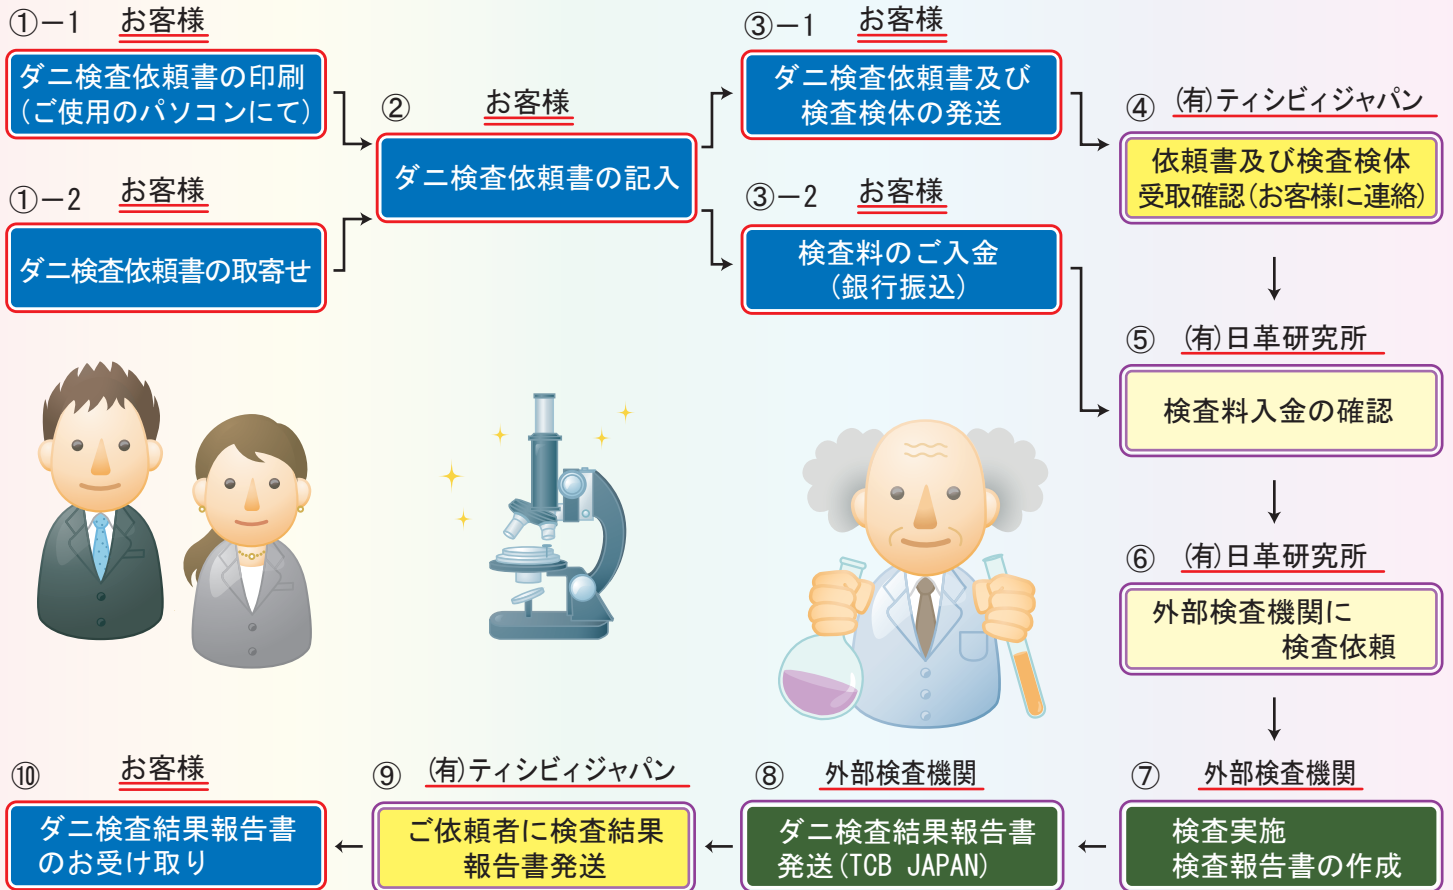 ①－1 お客様
ダニ検査依頼書の印刷
(ご使用のパソコンにて)
①－2 お客様
ダニ検査依頼書の取寄せ
② お客様
ダニ検査依頼書の記入
③－1 お客様
ダニ検査依頼書及び
検査検体の発送
③－2 お客様
検査料のご入金
(銀行振込)
④ (有)ティシビィジャパン
依頼書及び検査検体
受取確認(お客様に連絡)
⑤ (有)日革研究所
検査料入金の確認
⑥ (有)日革研究所
外部検査機関に
検査依頼
⑦ 外部検査機関
検査実施
検査報告書の作成
⑧ 外部検査機関
ダニ検査結果報告書
発送(TCB JAPAN)
⑨ (有)ティシビィジャパン
ご依頼者に検査結果
報告書発送
⑩ お客様
ダニ検査結果報告書
のお受け取り